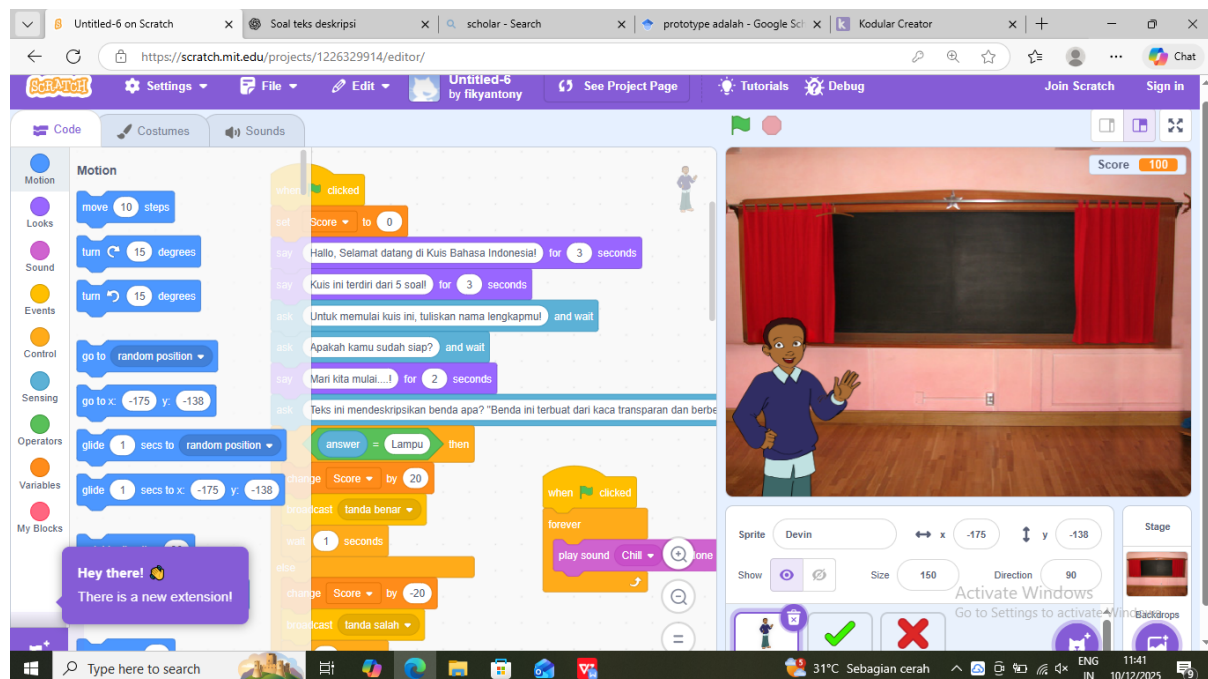 Untitled-6 on Scratch
Soal teks deskripsi
scholar - Search
prototype adalah - Google Sch
Kodular Creator
https://scratch.mit.edu/projects/1226329914/editor/
Chat
SCRATCH
Settings
File
Edit
Untitled-6
by fikyantony
See Project Page
Tutorials
Debug
Join Scratch
Sign in
Code
Costumes
Sounds
Motion
Looks
Sound
Events
Control
Sensing
Operators
Variables
My Blocks
Motion
move 10 steps
turn 15 degrees
turn 15 degrees
go to random position
go to x: -175 y: -138
glide 1 secs to random position
glide 1 secs to x: -175 y: -138
Hey there!
There is a new extension!
when clicked
set Score to 0
say Hallo, Selamat datang di Kuis Bahasa Indonesia! for 3 seconds
say Kuis ini terdiri dari 5 soal! for 3 seconds
ask Untuk memulai kuis ini, tuliskan nama lengkapmu! and wait
ask Apakah kamu sudah siap? and wait
say Mari kita mulai....! for 2 seconds
ask Teks ini mendeskripsikan benda apa? "Benda ini terbuat dari kaca transparan dan berbe
answer = Lampu then
change Score by 20
broadcast tanda benar
wait 1 seconds
else
change Score by -20
broadcast tanda salah
when clicked
forever
play sound Chill one
Score 100
Sprite Devin x -175 y -138
Show Size 150 Direction 90
Stage
Backdrops
Activate Windows
Go to Settings to activate Windows.
Type here to search
5
31°C Sebagian cerah
ENG
IN
11:41
10/12/2025
9